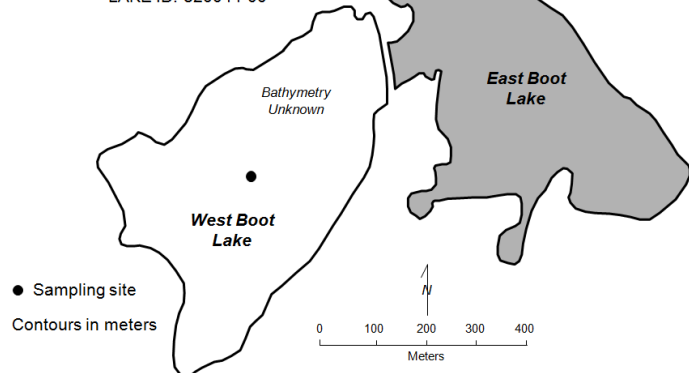 East Boot
Lake
Bathymetry
Unknown
West Boot
Lake
Sampling site
Contours in meters
N
0 100 200 300 400
Meters